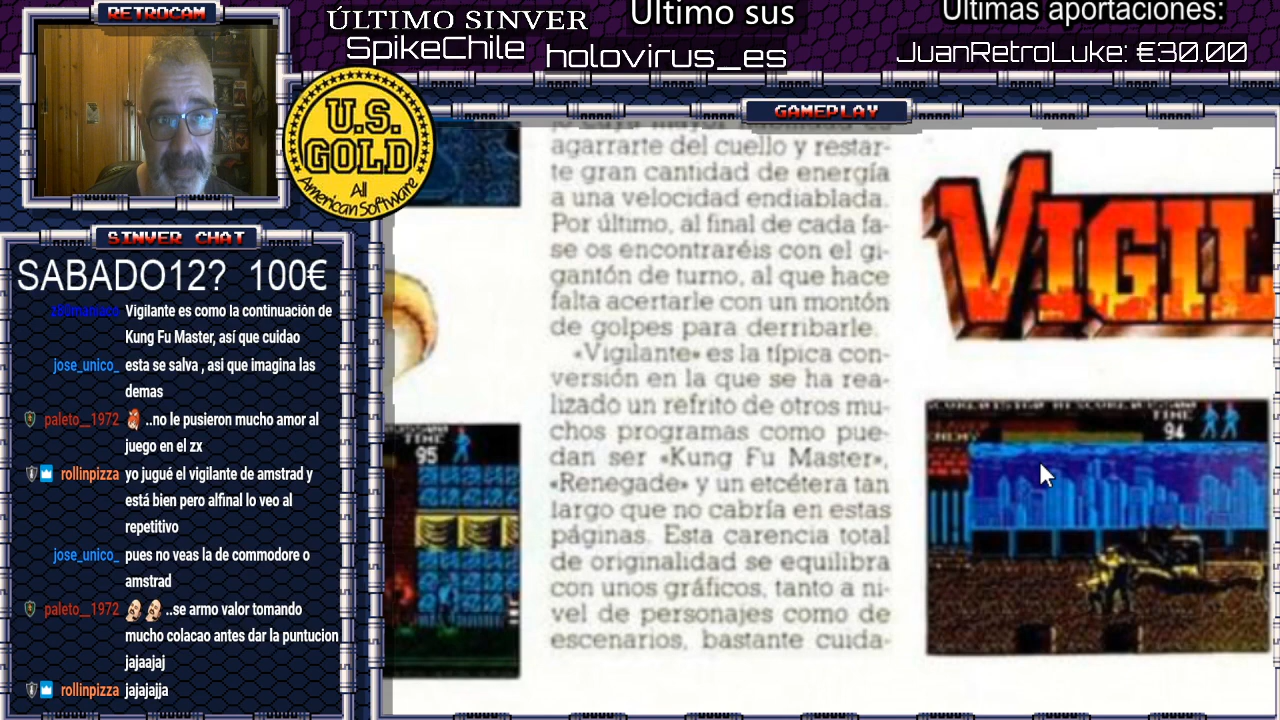 RETROCAM
ÚLTIMO SINVER
SpikeChile
Último sus
holovirus_es
Últimas aportaciones:
JuanRetroLuke: €30.00
U.S.
GOLD
All
American Software
GAMEPLAY
SINVER CHAT
SABADO12? 100€
z80maniaco Vigilante es como la continuación de
Kung Fu Master, así que cuidao
jose_unico_ esta se salva , asi que imagina las
demas
paleto__1972 ..no le pusieron mucho amor al
juego en el zx
rollinpizza yo jugué el vigilante de amstrad y
está bien pero alfinal lo veo al
repetitivo
jose_unico_ pues no veas la de commodore o
amstrad
paleto__1972 ..se armo valor tomando
mucho colacao antes dar la puntucion
jajaajaj
rollinpizza jajajajja
agarrarte del cuello y restar-
te gran cantidad de energía
a una velocidad endiablada.
Por último, al final de cada fa-
se os encontraréis con el gi-
gantón de turno, al que hace
falta acertarle con un montón
de golpes para derribarle.
«Vigilante» es la típica con-
versión en la que se ha rea-
lizado un refrito de otros mu-
chos programas como pue-
dan ser «Kung Fu Master»,
«Renegade» y un etcétera tan
largo que no cabría en estas
páginas. Esta carencia total
de originalidad se equilibra
con unos gráficos, tanto a ni-
vel de personajes como de
escenarios, bastante cuida-
TIME
95
VIGIL
TIME
94